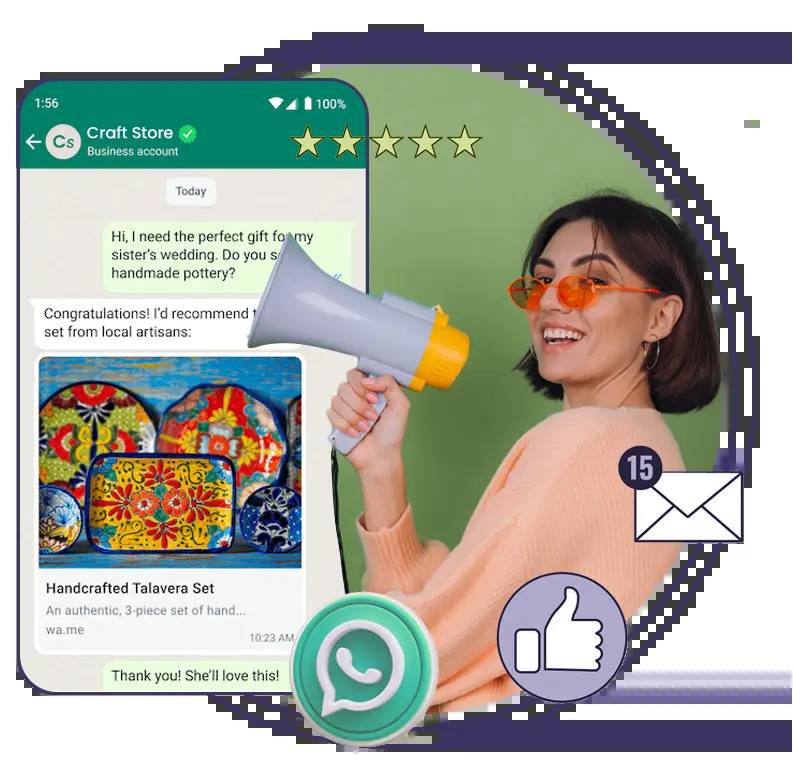 1:56
100%
Cs
Craft Store
Business account
Today
Hi, I need the perfect gift for my
sister's wedding. Do you
handmade pottery?
Congratulations! I'd recommend
set from local artisans:
Handcrafted Talavera Set
An authentic, 3-piece set of hand...
wa.me
10:23 AM
Thank you! She'll love this!
15